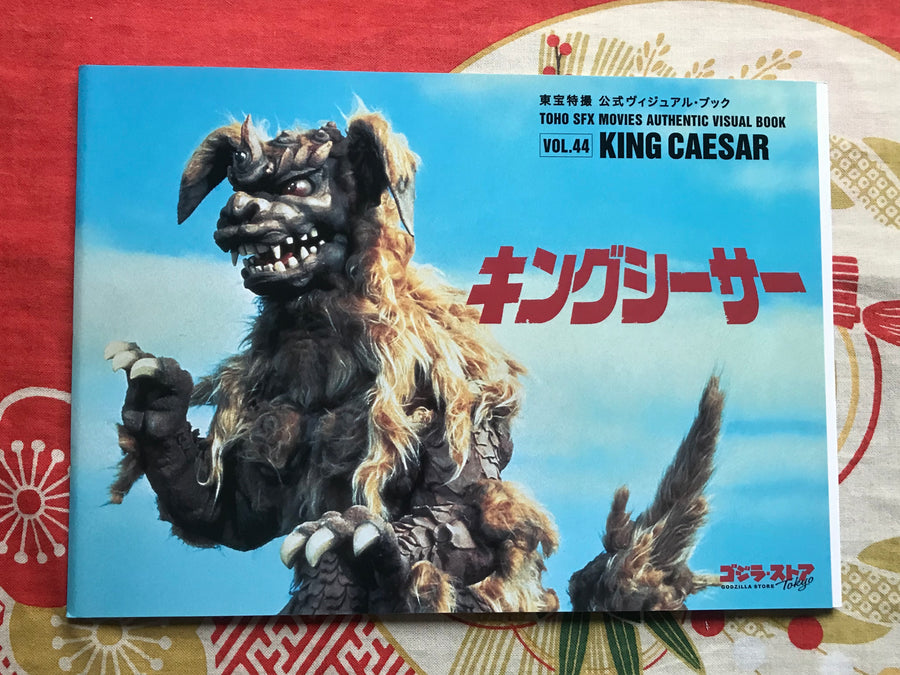 東宝特撮 公式ヴィジュアル・ブック
TOHO SFX MOVIES AUTHENTIC VISUAL BOOK
VOL.44 KING CAESAR
キングシーサー
ゴジラ・ストア
GODZILLA STORE Tokyo